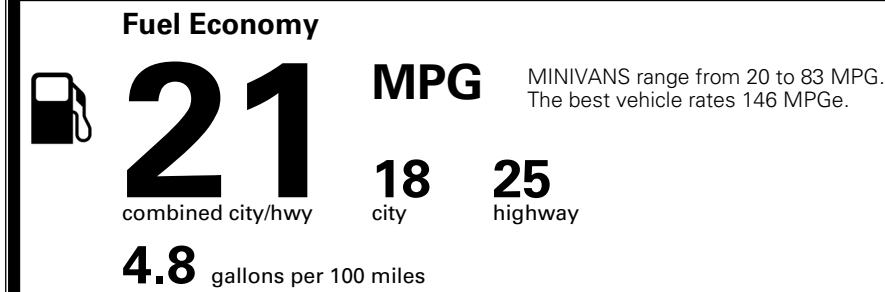 Fuel Economy
21 MPG
MINIVANS range from 20 to 83 MPG.
The best vehicle rates 146 MPGe.
18 25
combined city/hwy city highway
4.8 gallons per 100 miles